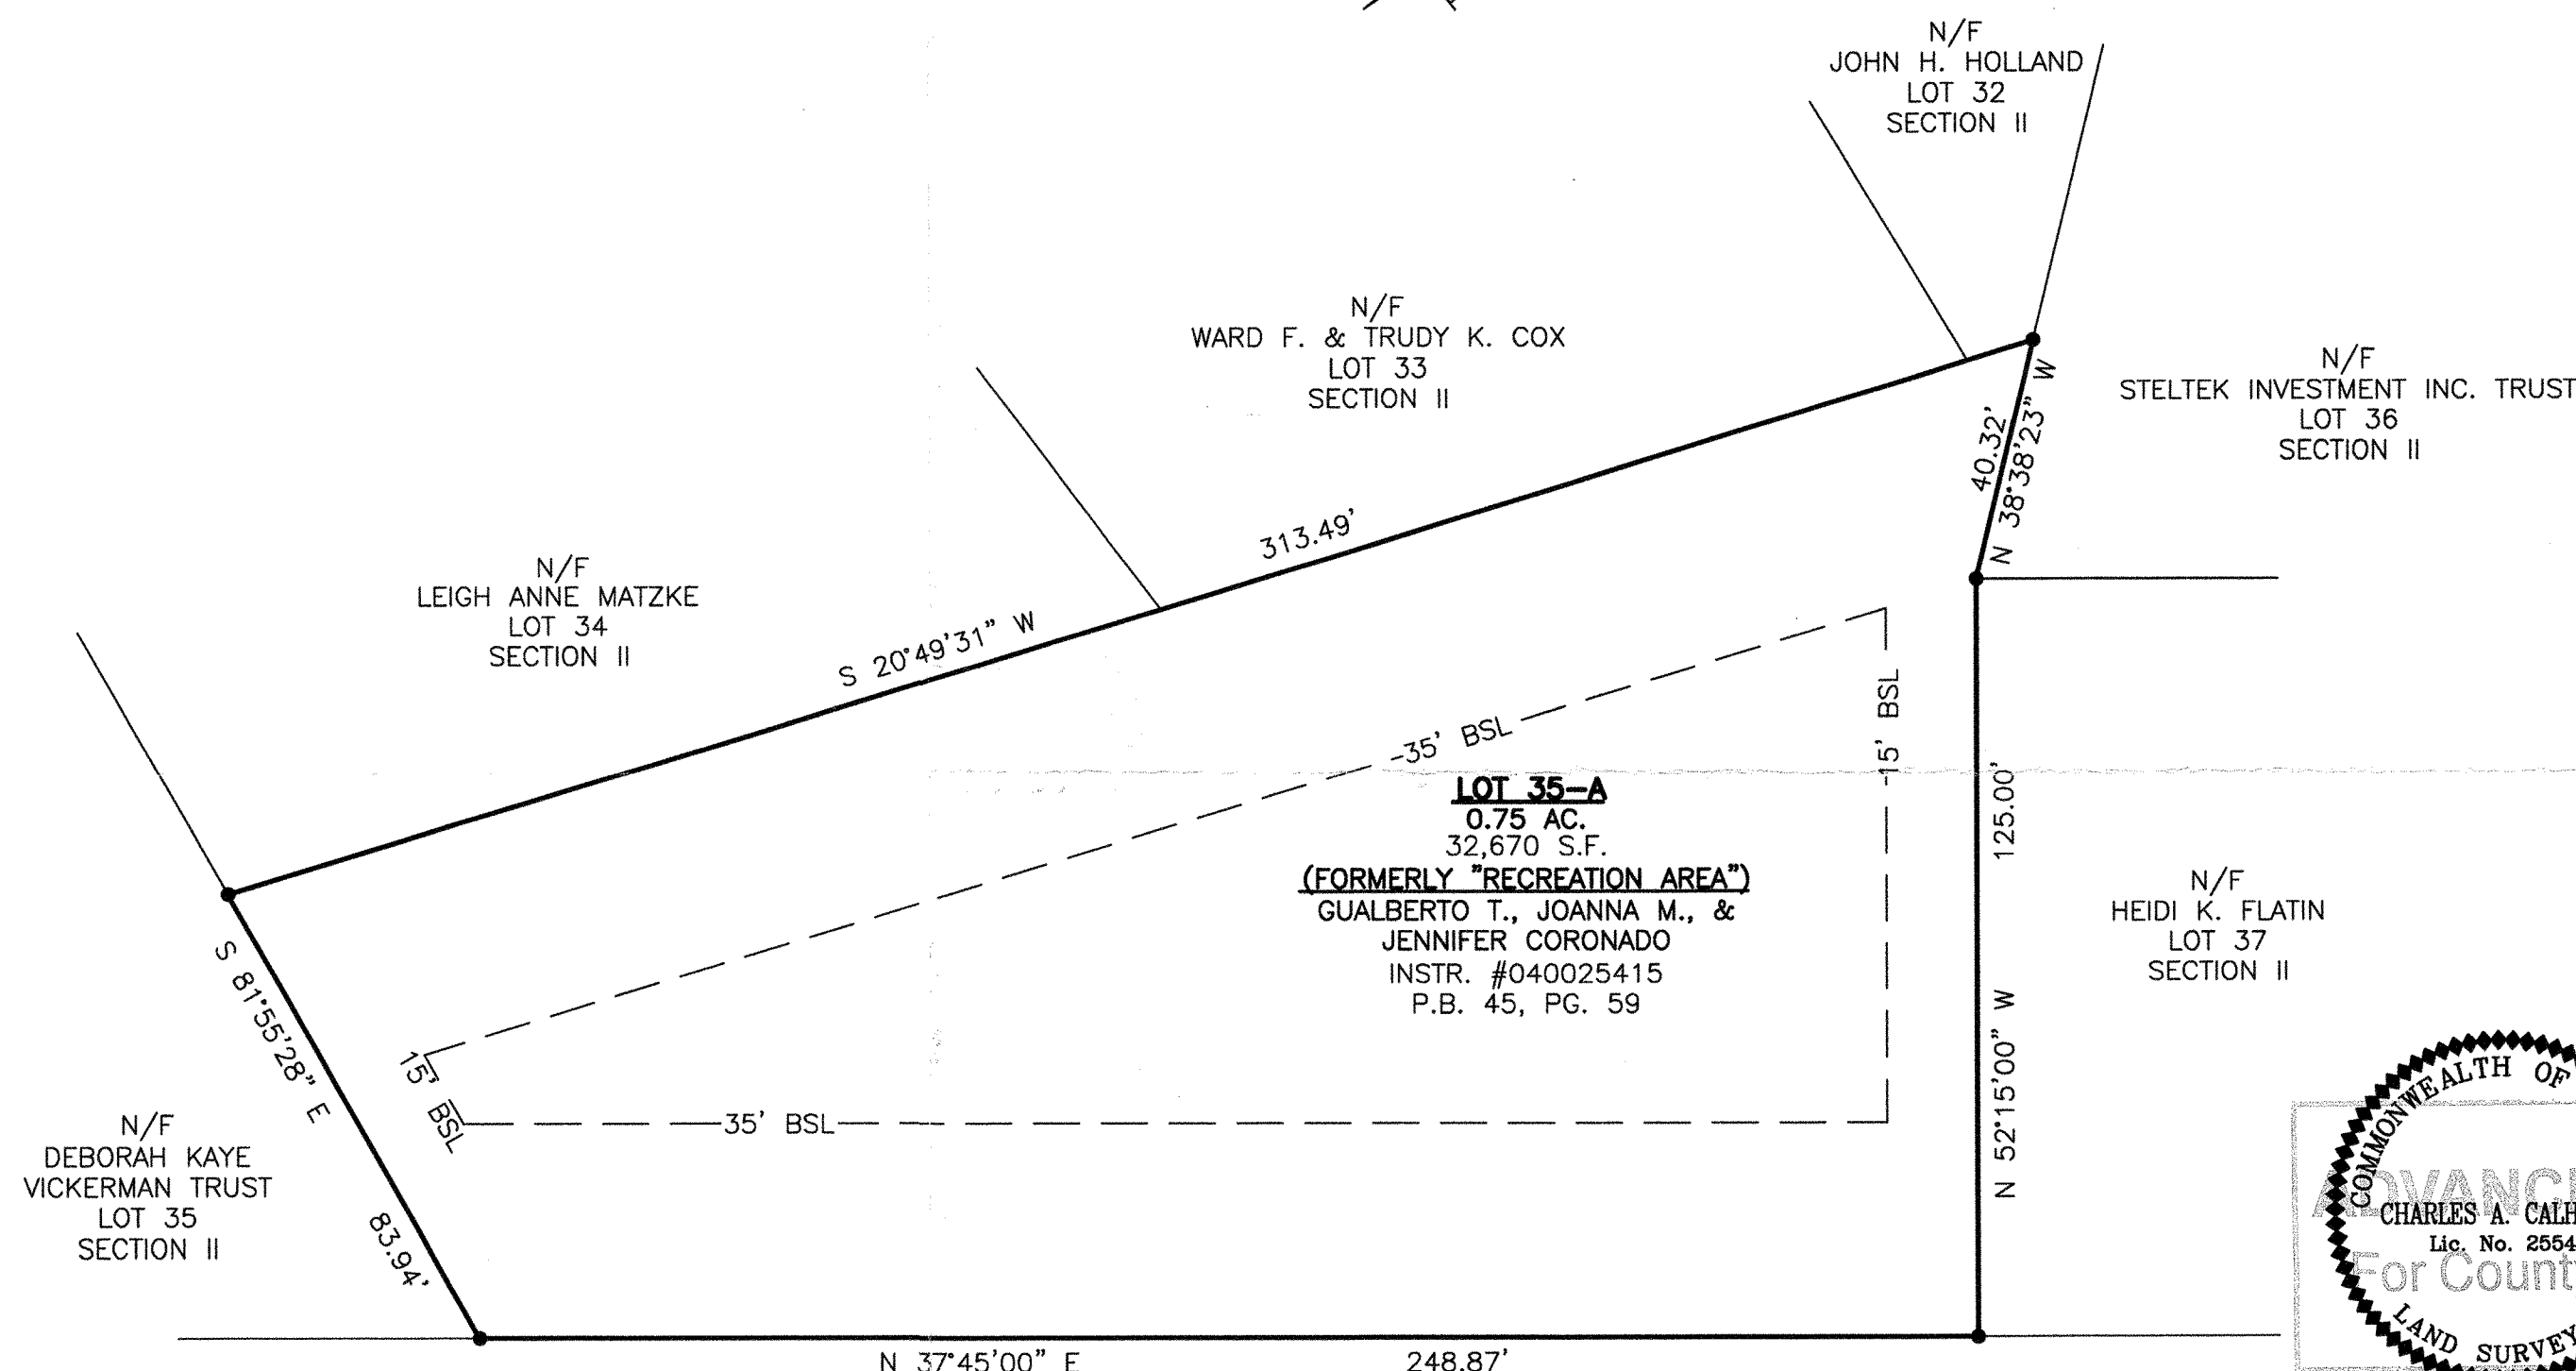 N/F
JOHN H. HOLLAND
LOT 32
SECTION II
N/F
WARD F. & TRUDY K. COX
LOT 33
SECTION II
N/F
STELTEK INVESTMENT INC. TRUST
LOT 36
SECTION II
40.32'
N 38°38'23" W
313.49'
S 20°49'31" W
N/F
LEIGH ANNE MATZKE
LOT 34
SECTION II
35' BSL
15' BSL
LOT 35-A
0.75 AC.
32,670 S.F.
(FORMERLY "RECREATION AREA")
GUALBERTO T., JOANNA M., &
JENNIFER CORONADO
INSTR. #040025415
P.B. 45, PG. 59
125.00'
N 52°15'00" W
N/F
HEIDI K. FLATIN
LOT 37
SECTION II
S 81°55'28" E
83.94'
15' BSL
35' BSL
N/F
DEBORAH KAYE
VICKERMAN TRUST
LOT 35
SECTION II
COMMONWEALTH OF
CHARLES A. CALH
Lic. No. 2554
LAND SURVEY
ADVANC
For County
N 37°45'00" E
248.87'